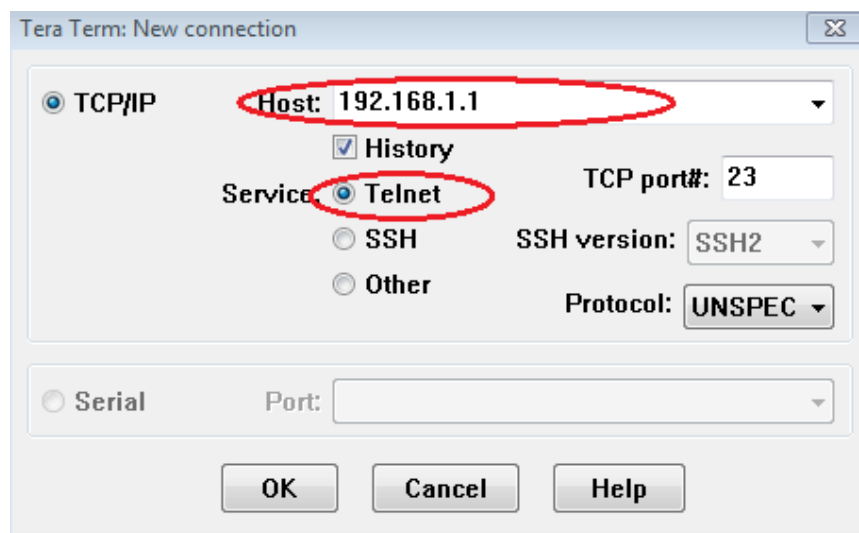 Tera Term: New connection
TCP/IP Host: 192.168.1.1
History
Service: Telnet TCP port#: 23
SSH SSH version: SSH2
Other Protocol: UNSPEC
Serial Port:
OK Cancel Help